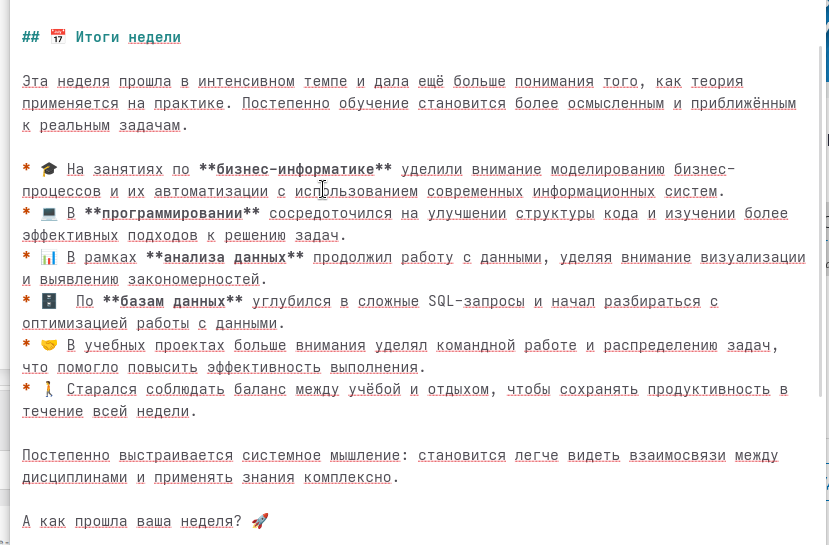 ## 📅 Итоги недели
Эта неделя прошла в интенсивном темпе и дала ещё больше понимания того, как теория
применяется на практике. Постепенно обучение становится более осмысленным и приближённым
к реальным задачам.
* 🎓 На занятиях по **бизнес-информатике** уделили внимание моделированию бизнес-
процессов и их автоматизации с использованием современных информационных систем.
* 💻 В **программировании** сосредоточился на улучшении структуры кода и изучении более
эффективных подходов к решению задач.
* 📊 В рамках **анализа данных** продолжил работу с данными, уделяя внимание визуализации
и выявлению закономерностей.
* 🗄️ По **базам данных** углубился в сложные SQL-запросы и начал разбираться с
оптимизацией работы с данными.
* 🤝 В учебных проектах больше внимания уделял командной работе и распределению задач,
что помогло повысить эффективность выполнения.
* 🚶 Старался соблюдать баланс между учёбой и отдыхом, чтобы сохранять продуктивность в
течение всей недели.
Постепенно выстраивается системное мышление: становится легче видеть взаимосвязи между
дисциплинами и применять знания комплексно.
А как прошла ваша неделя? 🚀